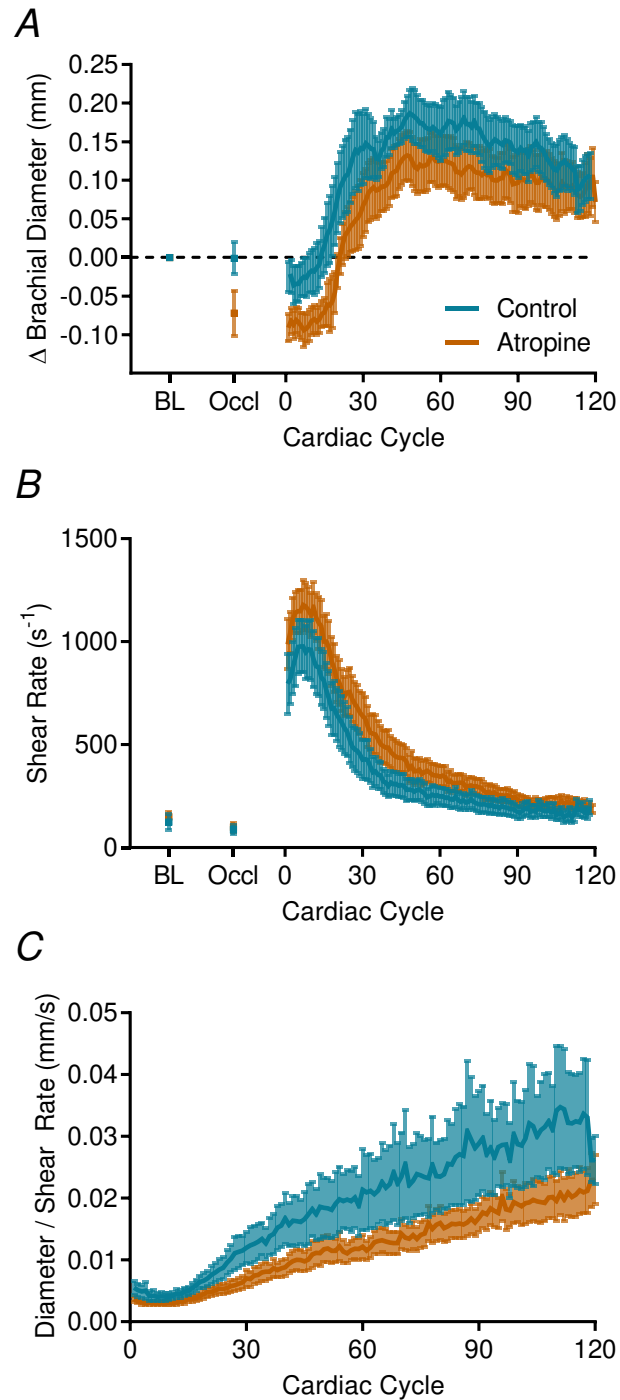 A
Δ Brachial Diameter (mm)
0.25
0.20
0.15
0.10
0.05
0.00
-0.05
-0.10
Control
Atropine
BL Occl 0 30 60 90 120
Cardiac Cycle
B
Shear Rate (s⁻¹)
1500
1000
500
0
BL Occl 0 30 60 90 120
Cardiac Cycle
C
Diameter / Shear Rate (mm/s)
0.05
0.04
0.03
0.02
0.01
0.00
0 30 60 90 120
Cardiac Cycle